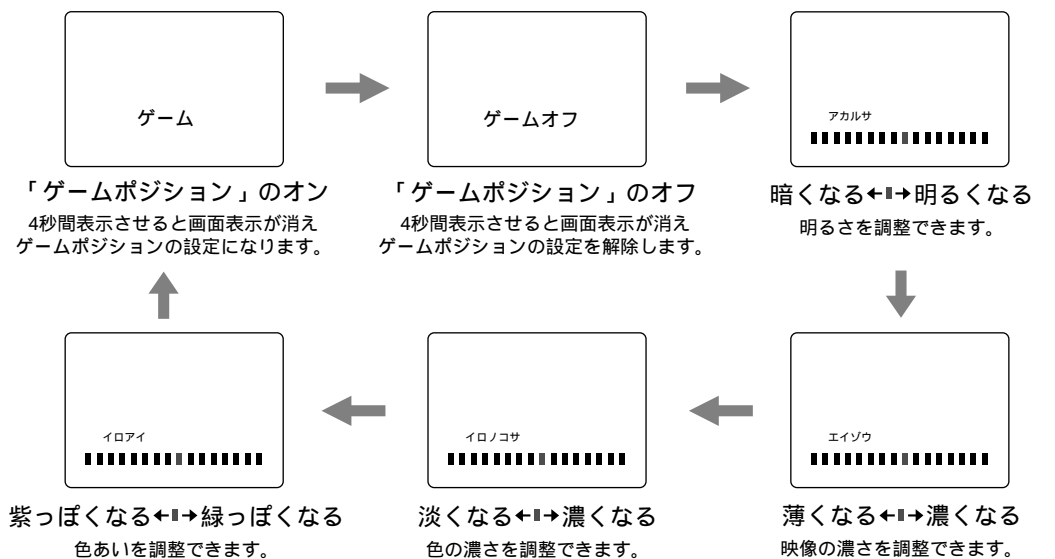 ゲーム
「ゲームポジション」のオン
4秒間表示させると画面表示が消え
ゲームポジションの設定になります。
ゲームオフ
「ゲームポジション」のオフ
4秒間表示させると画面表示が消え
ゲームポジションの設定を解除します。
アカルサ
暗くなる←▮→明るくなる
明るさを調整できます。
エイゾウ
薄くなる←▮→濃くなる
映像の濃さを調整できます。
イロノコサ
淡くなる←▮→濃くなる
色の濃さを調整できます。
イロアイ
紫っぽくなる←▮→緑っぽくなる
色あいを調整できます。